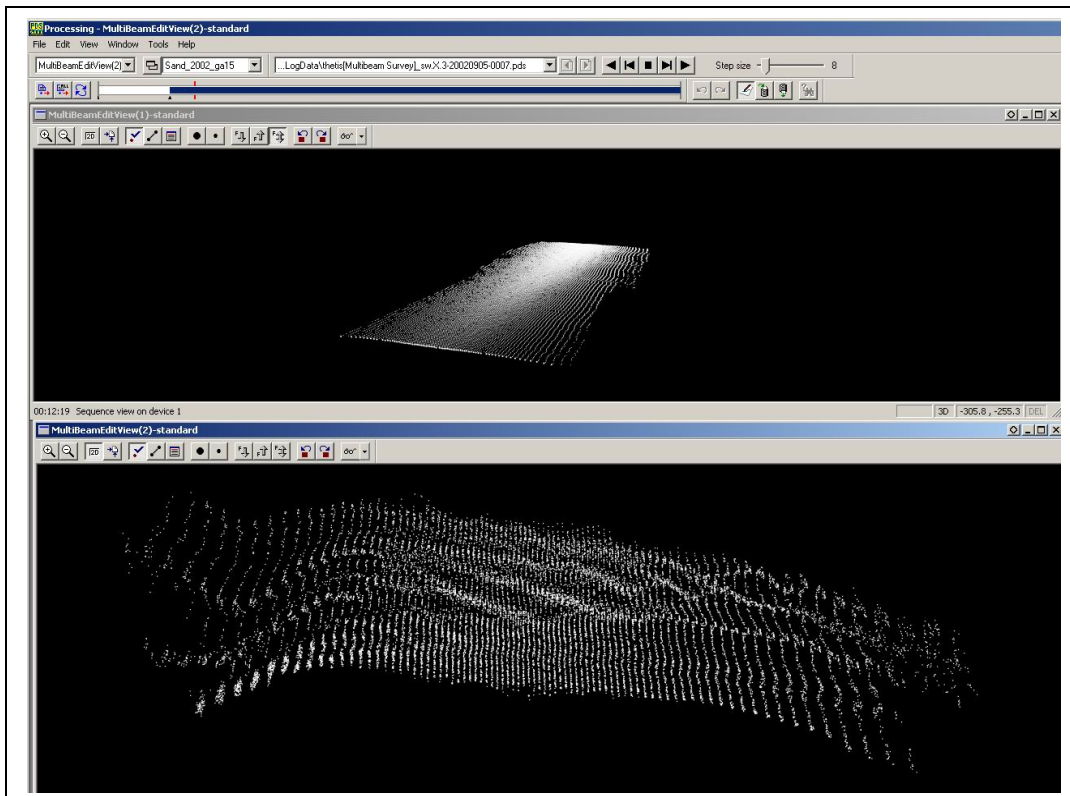 Processing - MultiBeamEditView(2)-standard
File Edit View Window Tools Help
MultiBeamEditView(2) Sand_2002_ga15 ...LogData\thetis[Multibeam Survey]_sw.X.3-20020905-0007.pds Step size - 8
MultiBeamEditView(1)-standard
2D
00:12:19 Sequence view on device 1 3D -305.8 , -255.3 DEL
MultiBeamEditView(2)-standard
2D